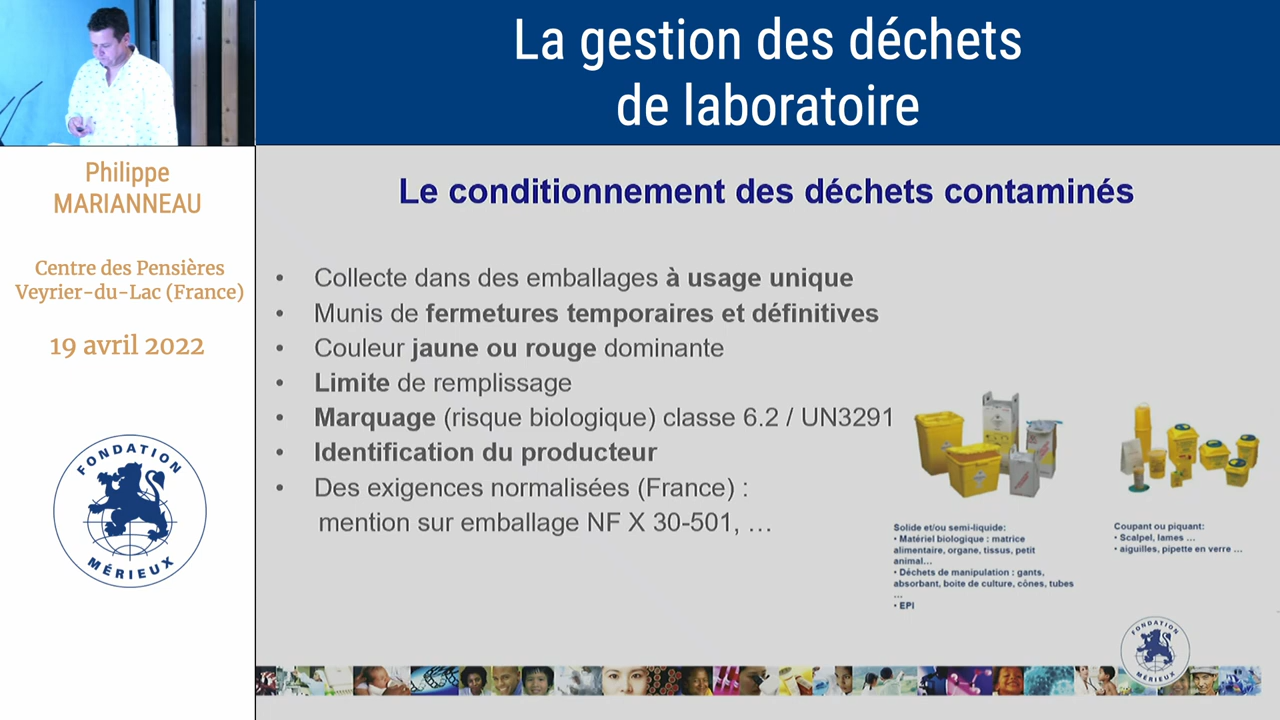 La gestion des déchets
de laboratoire
Philippe
MARIANNEAU
Centre des Pensières
Veyrier-du-Lac (France)
19 avril 2022
FONDATION
MÉRIEUX
Le conditionnement des déchets contaminés
• Collecte dans des emballages à usage unique
• Munis de fermetures temporaires et définitives
• Couleur jaune ou rouge dominante
• Limite de remplissage
• Marquage (risque biologique) classe 6.2 / UN3291
• Identification du producteur
• Des exigences normalisées (France) :
mention sur emballage NF X 30-501, …
Solide et/ou semi-liquide:
• Matériel biologique : matrice
alimentaire, organe, tissus, petit
animal…
• Déchets de manipulation : gants,
absorbant, boite de culture, cônes, tubes
…
• EPI
Coupant ou piquant:
• Scalpel, lames …
• aiguilles, pipette en verre …
FONDATION
MÉRIEUX